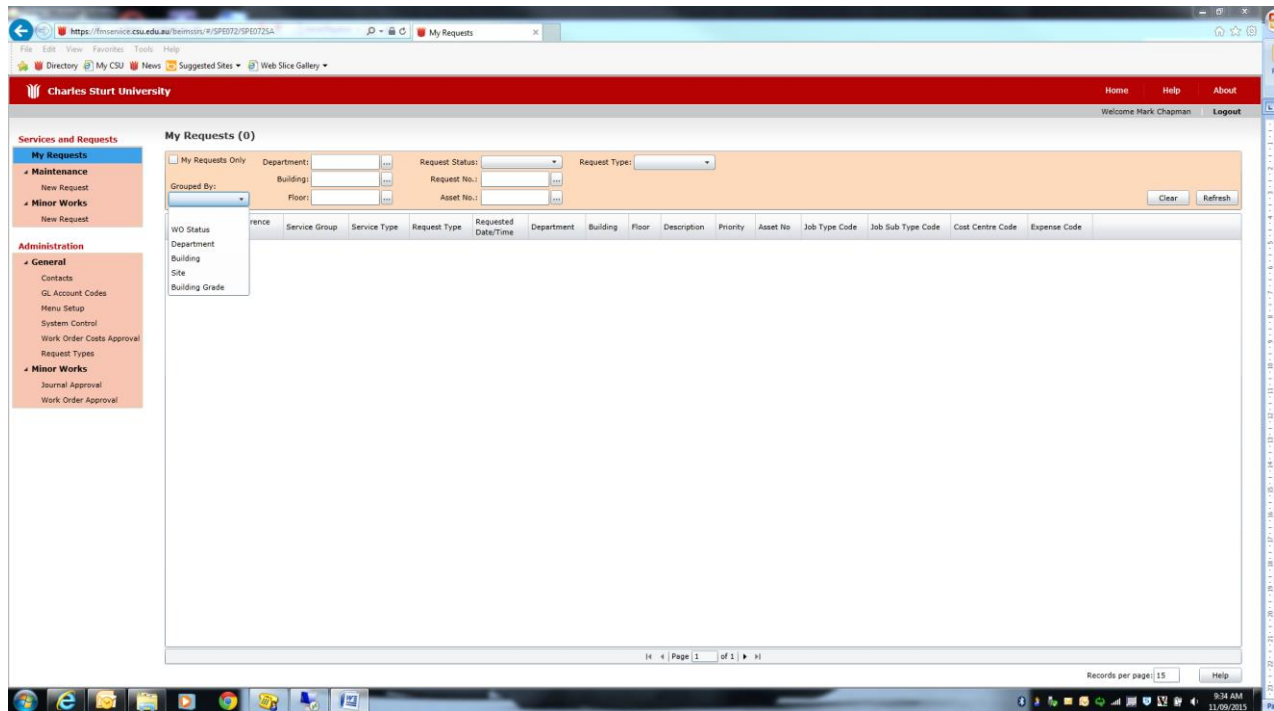 https://fmservice.csu.edu.au/beimssris/#/SPE072/SPE072SA
My Requests
File Edit View Favorites Tools Help
Directory My CSU News Suggested Sites Web Slice Gallery
Charles Sturt University
Home Help About
Welcome Mark Chapman Logout
Services and Requests
My Requests
Maintenance
New Request
Minor Works
New Request
Administration
General
Contacts
GL Account Codes
Menu Setup
System Control
Work Order Costs Approval
Request Types
Minor Works
Journal Approval
Work Order Approval
My Requests (0)
My Requests Only Department: ... Request Status: Request Type:
Building: ... Request No.: ...
Grouped By:
Floor: ... Asset No.: ...
Clear Refresh
WO Status
Department
Building
Site
Building Grade
rence Service Group Service Type Request Type Requested Date/Time Department Building Floor Description Priority Asset No Job Type Code Job Sub Type Code Cost Centre Code Expense Code
Page 1 of 1
Records per page: 15 Help
9:34 AM
11/09/2015